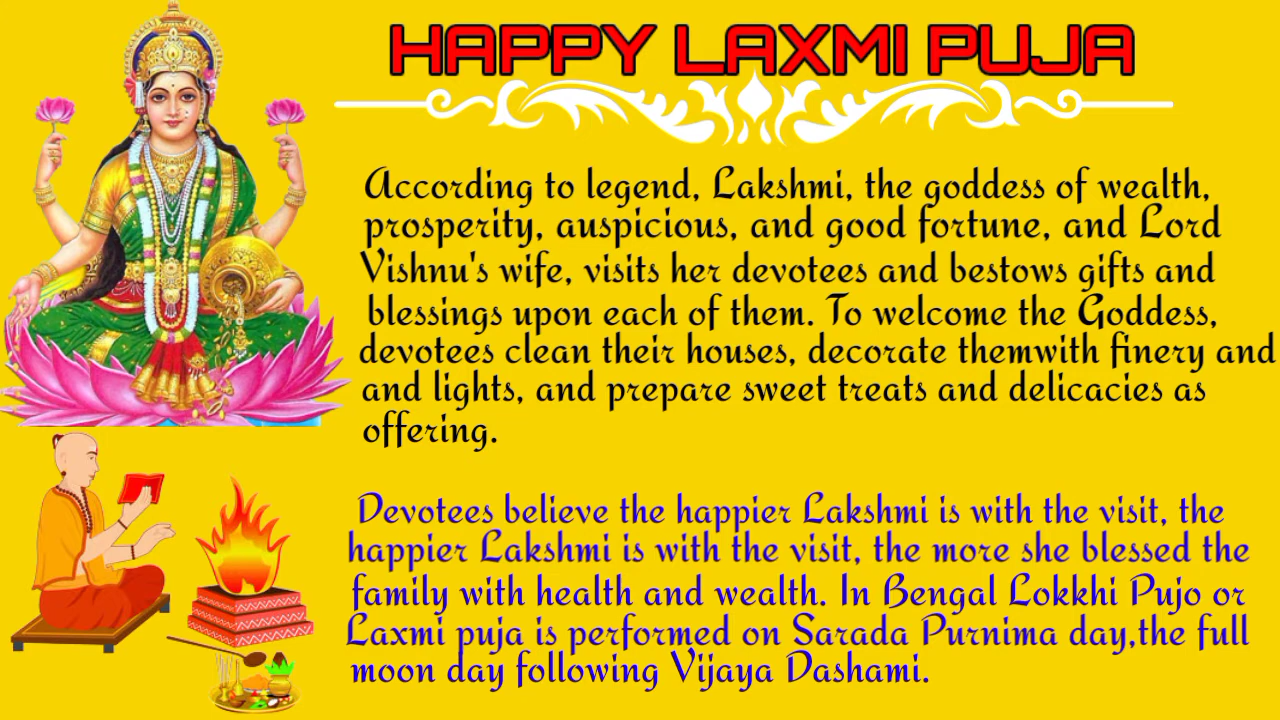 HAPPY LAXMI PUJA
According to legend, Lakshmi, the goddess of wealth,
prosperity, auspicious, and good fortune, and Lord
Vishnu's wife, visits her devotees and bestows gifts and
blessings upon each of them. To welcome the Goddess,
devotees clean their houses, decorate themwith finery and
and lights, and prepare sweet treats and delicacies as
offering.
Devotees believe the happier Lakshmi is with the visit, the
happier Lakshmi is with the visit, the more she blessed the
family with health and wealth. In Bengal Lokkhi Pujo or
Laxmi puja is performed on Sarada Purnima day,the full
moon day following Vijaya Dashami.